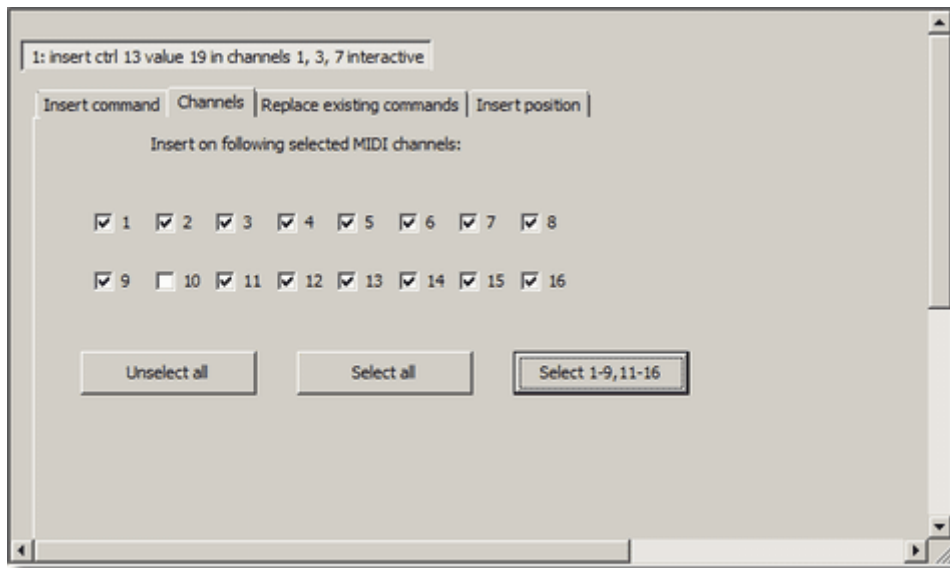 1: insert ctrl 13 value 19 in channels 1, 3, 7 interactive
Insert command Channels Replace existing commands Insert position
Insert on following selected MIDI channels:
1 2 3 4 5 6 7 8
9 10 11 12 13 14 15 16
Unselect all Select all Select 1-9,11-16